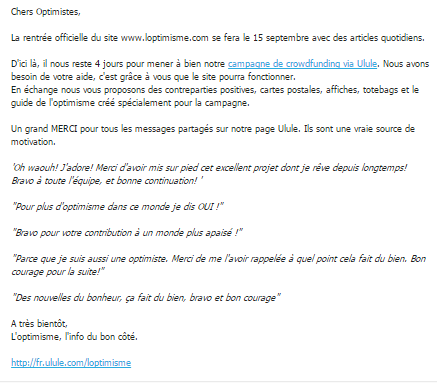 Chers Optimistes,
La rentrée officielle du site www.loptimisme.com se fera le 15 septembre avec des articles quotidiens.
D'ici là, il nous reste 4 jours pour mener à bien notre campagne de crowdfunding via Ulule. Nous avons
besoin de votre aide, c'est grâce à vous que le site pourra fonctionner.
En échange nous vous proposons des contreparties positives, cartes postales, affiches, totebags et le
guide de l'optimisme créé spécialement pour la campagne.
Un grand MERCI pour tous les messages partagés sur notre page Ulule. Ils sont une vraie source de
motivation.
'Oh waouh! J'adore! Merci d'avoir mis sur pied cet excellent projet dont je rêve depuis longtemps!
Bravo à toute l'équipe, et bonne continuation! '
"Pour plus d'optimisme dans ce monde je dis OUI !"
"Bravo pour votre contribution à un monde plus apaisé !"
"Parce que je suis aussi une optimiste. Merci de me l'avoir rappelée à quel point cela fait du bien. Bon
courage pour la suite!"
"Des nouvelles du bonheur, ça fait du bien, bravo et bon courage"
A très bientôt,
L'optimisme, l'info du bon côté.
http://fr.ulule.com/loptimisme